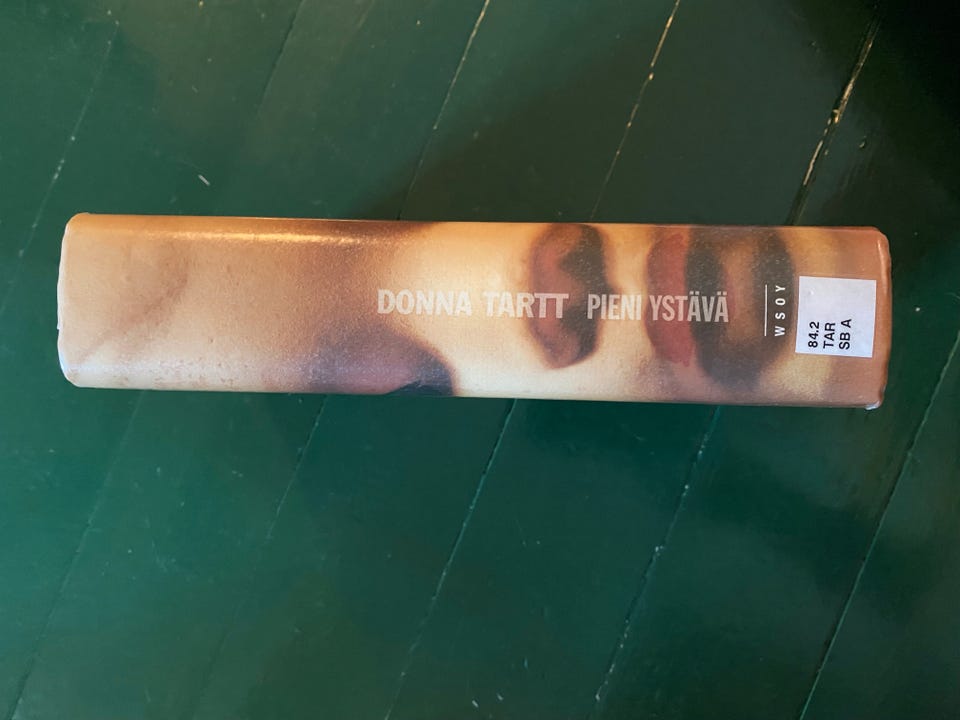 DONNA TARTT PIENI YSTÄVÄ
WSOY
84.2
TAR
SB A